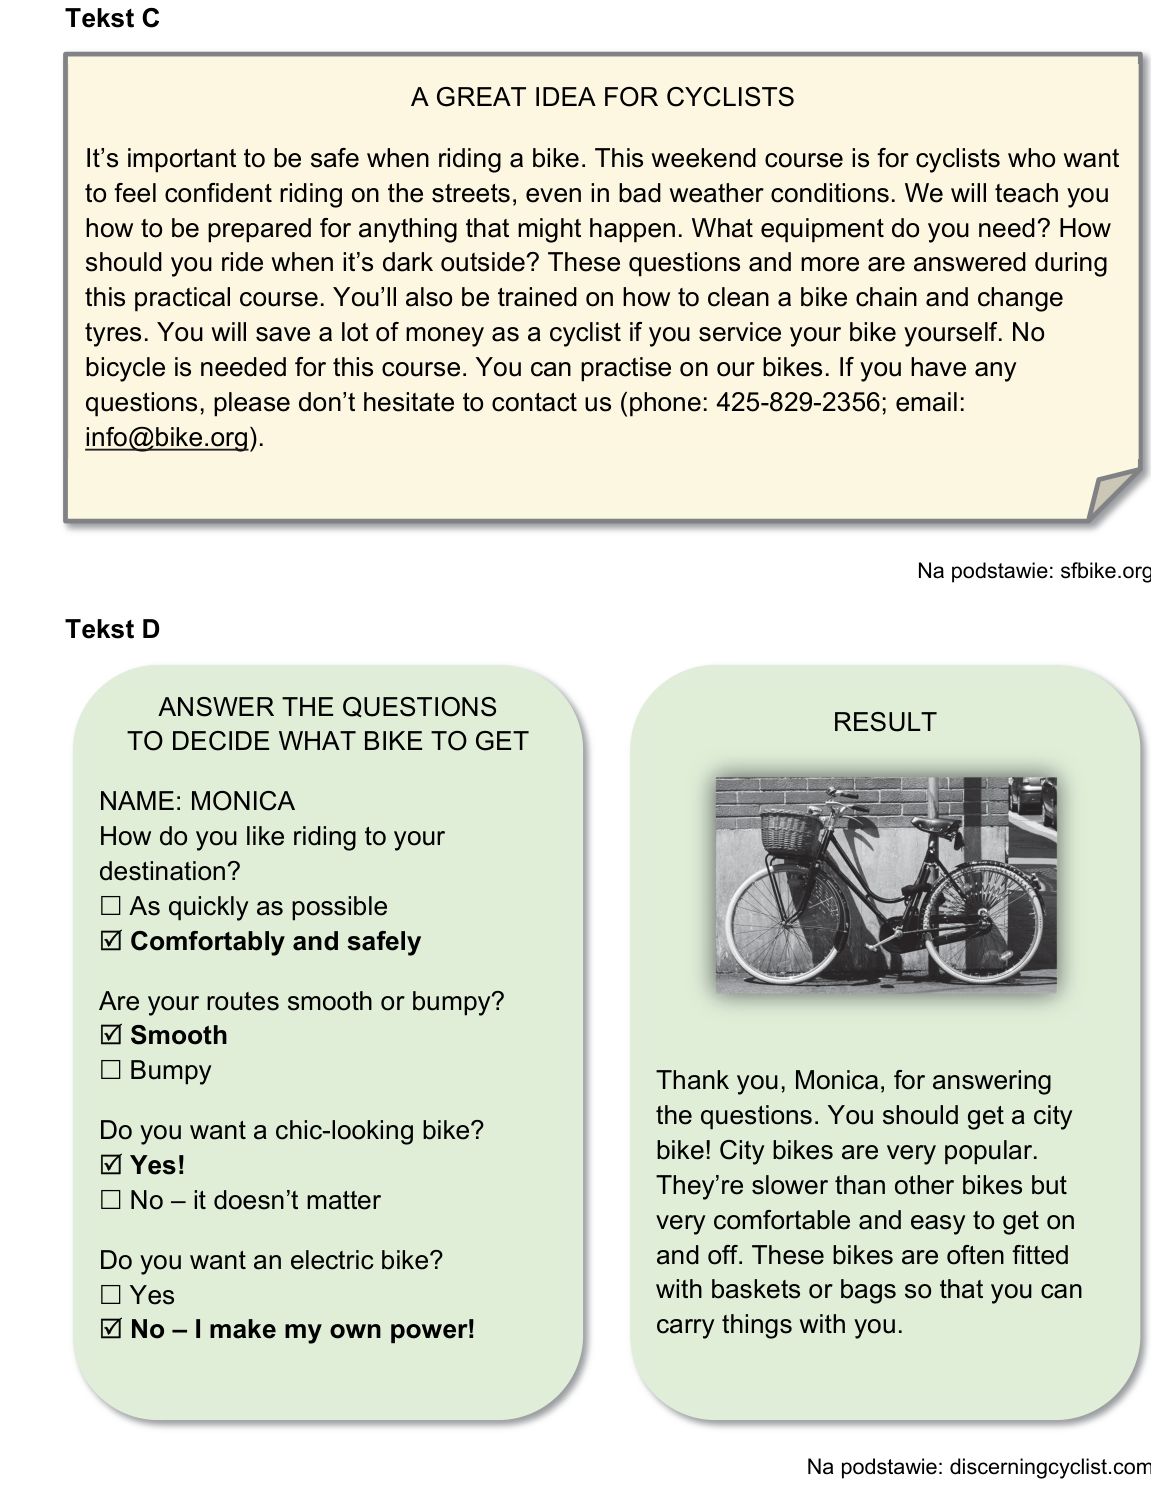 Tekst C
A GREAT IDEA FOR CYCLISTS
It’s important to be safe when riding a bike. This weekend course is for cyclists who want
to feel confident riding on the streets, even in bad weather conditions. We will teach you
how to be prepared for anything that might happen. What equipment do you need? How
should you ride when it’s dark outside? These questions and more are answered during
this practical course. You’ll also be trained on how to clean a bike chain and change
tyres. You will save a lot of money as a cyclist if you service your bike yourself. No
bicycle is needed for this course. You can practise on our bikes. If you have any
questions, please don’t hesitate to contact us (phone: 425-829-2356; email:
info@bike.org).
Na podstawie: sfbike.org
Tekst D
ANSWER THE QUESTIONS
TO DECIDE WHAT BIKE TO GET
NAME: MONICA
How do you like riding to your
destination?
☐ As quickly as possible
☑ Comfortably and safely
Are your routes smooth or bumpy?
☑ Smooth
☐ Bumpy
Do you want a chic-looking bike?
☑ Yes!
☐ No – it doesn’t matter
Do you want an electric bike?
☐ Yes
☑ No – I make my own power!
RESULT
Thank you, Monica, for answering
the questions. You should get a city
bike! City bikes are very popular.
They’re slower than other bikes but
very comfortable and easy to get on
and off. These bikes are often fitted
with baskets or bags so that you can
carry things with you.
Na podstawie: discerningcyclist.com